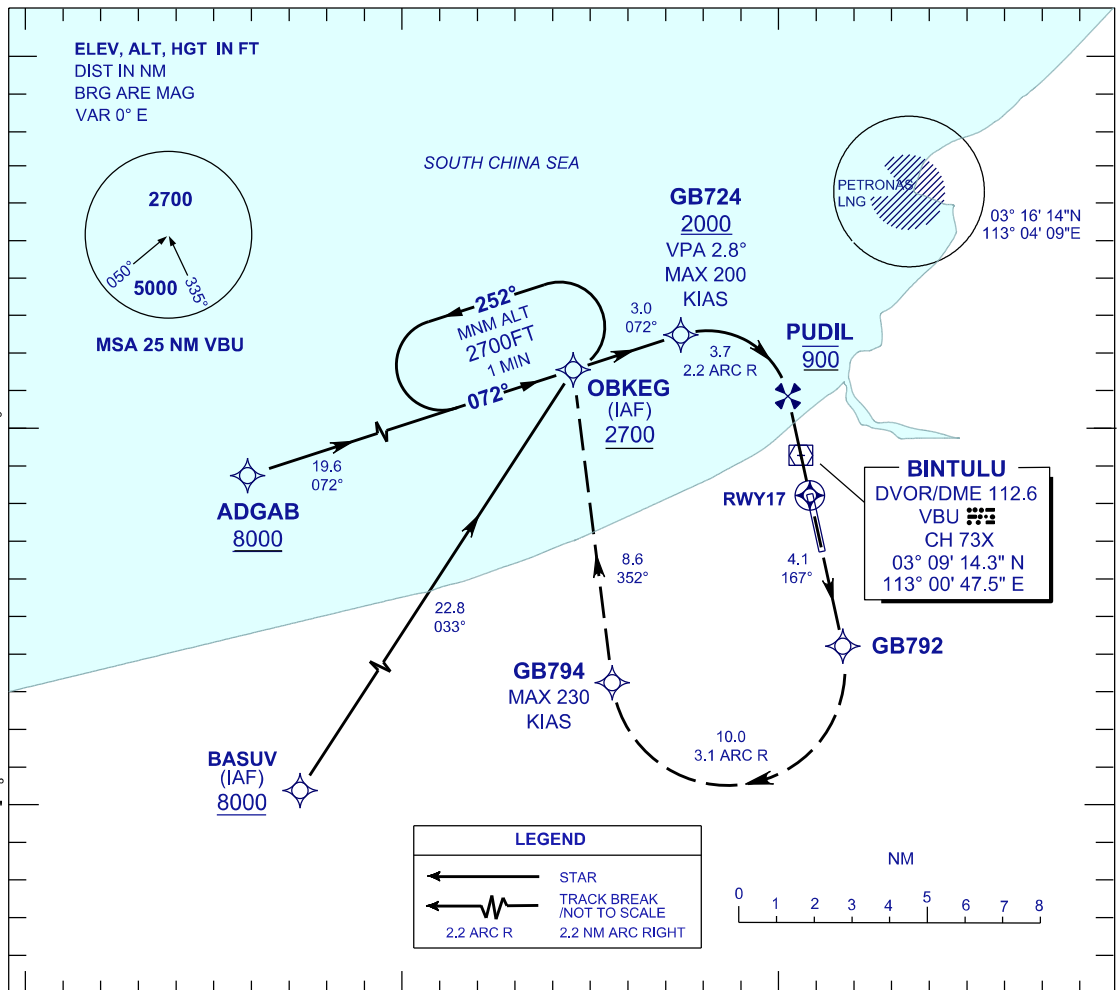 ELEV, ALT, HGT IN FT
DIST IN NM
BRG ARE MAG
VAR 0° E
2700
050°
5000
335°
MSA 25 NM VBU
SOUTH CHINA SEA
PETRONAS
LNG
03° 16' 14"N
113° 04' 09"E
GB724
2000
VPA 2.8°
MAX 200
KIAS
252°
MNM ALT
2700FT
1 MIN
072°
3.0
072°
3.7
2.2 ARC R
PUDIL
900
OBKEG
(IAF)
2700
19.6
072°
ADGAB
8000
RWY17
BINTULU
DVOR/DME 112.6
VBU
CH 73X
03° 09' 14.3" N
113° 00' 47.5" E
8.6
352°
4.1
167°
22.8
033°
GB792
GB794
MAX 230
KIAS
10.0
3.1 ARC R
BASUV
(IAF)
8000
LEGEND
STAR
TRACK BREAK
/NOT TO SCALE
2.2 ARC R 2.2 NM ARC RIGHT
NM
0 1 2 3 4 5 6 7 8